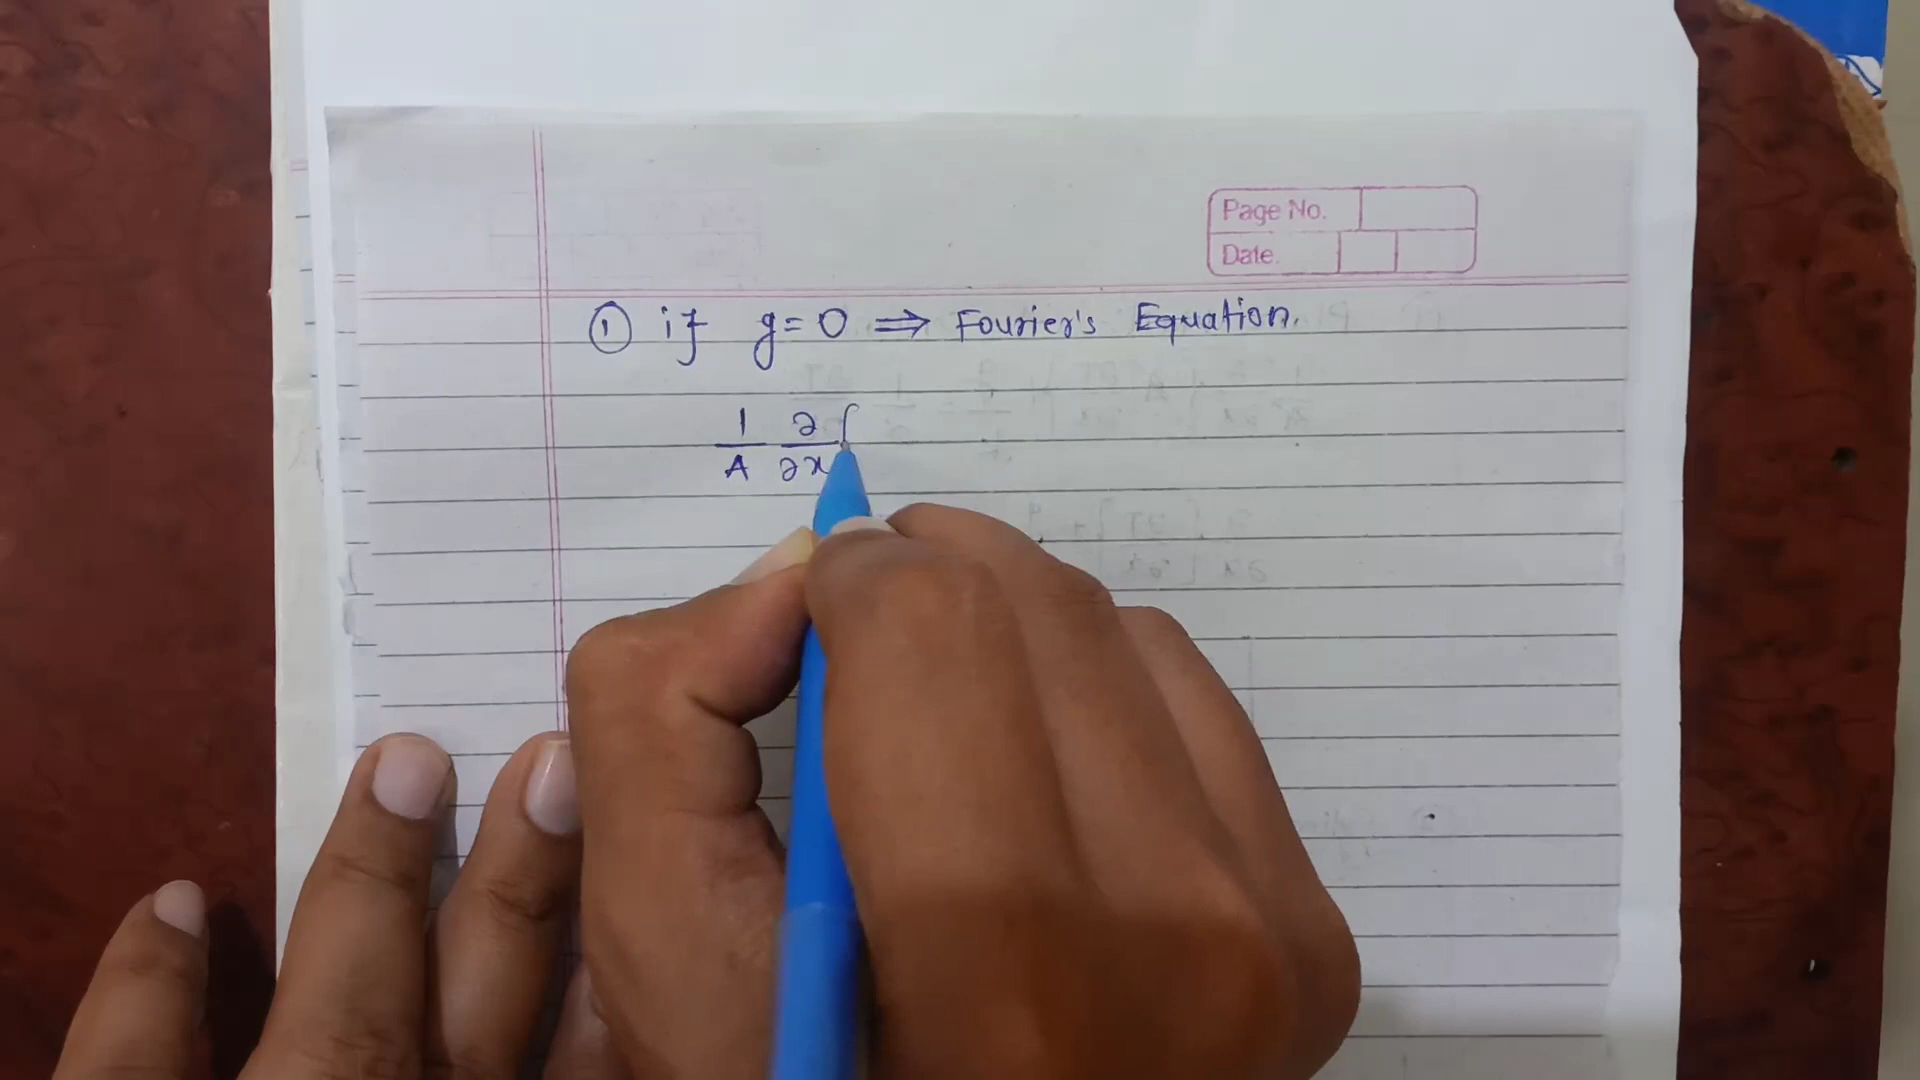 Page No.
Date.
① if g=0 ⇒ Fourier's Equation.
1/A ∂/∂x [